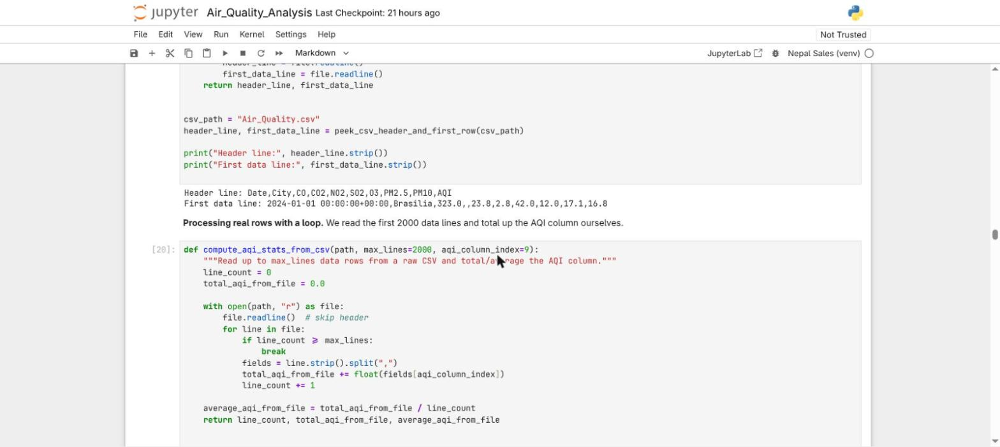 jupyter Air_Quality_Analysis Last Checkpoint: 21 hours ago
File Edit View Run Kernel Settings Help Not Trusted
Markdown JupyterLab Nepal Sales (venv)
header_line = file.readline()
first_data_line = file.readline()
return header_line, first_data_line
csv_path = "Air_Quality.csv"
header_line, first_data_line = peek_csv_header_and_first_row(csv_path)
print("Header line:", header_line.strip())
print("First data line:", first_data_line.strip())
Header line: Date,City,CO,CO2,NO2,SO2,O3,PM2.5,PM10,AQI
First data line: 2024-01-01 00:00:00+00:00,Brasilia,323.0,,23.8,2.8,42.0,12.0,17.1,16.8
Processing real rows with a loop. We read the first 2000 data lines and total up the AQI column ourselves.
[20]: def compute_aqi_stats_from_csv(path, max_lines=2000, aqi_column_index=9):
"""Read up to max_lines data rows from a raw CSV and total/average the AQI column."""
line_count = 0
total_aqi_from_file = 0.0
with open(path, "r") as file:
file.readline() # skip header
for line in file:
if line_count ≥ max_lines:
break
fields = line.strip().split(",")
total_aqi_from_file += float(fields[aqi_column_index])
line_count += 1
average_aqi_from_file = total_aqi_from_file / line_count
return line_count, total_aqi_from_file, average_aqi_from_file